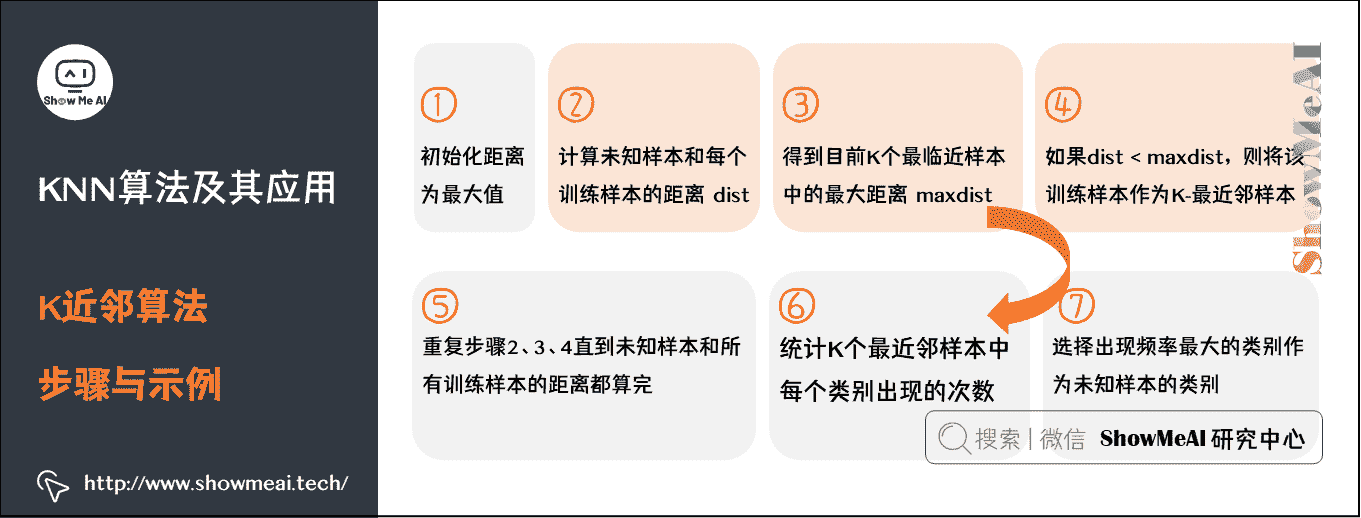 Show Me AI
KNN算法及其应用
K近邻算法
步骤与示例
http://www.showmeai.tech/
①
初始化距离
为最大值
②
计算未知样本和每个
训练样本的距离 dist
③
得到目前K个最临近样本
中的最大距离 maxdist
④
如果dist < maxdist，则将该
训练样本作为K-最近邻样本
⑤
重复步骤2、3、4直到未知样本和所
有训练样本的距离都算完
⑥
统计K个最近邻样本中
每个类别出现的次数
⑦
选择出现频率最大的类别作
为未知样本的类别
ShowMeAI
搜索 | 微信 ShowMeAI 研究中心